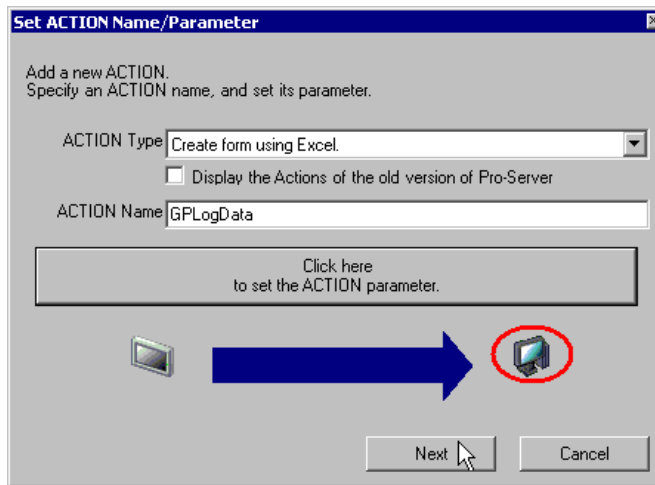 Set ACTION Name/Parameter
Add a new ACTION.
Specify an ACTION name, and set its parameter.
ACTION Type Create form using Excel.
Display the Actions of the old version of Pro-Server
ACTION Name GPLogData
Click here
to set the ACTION parameter.
Next Cancel